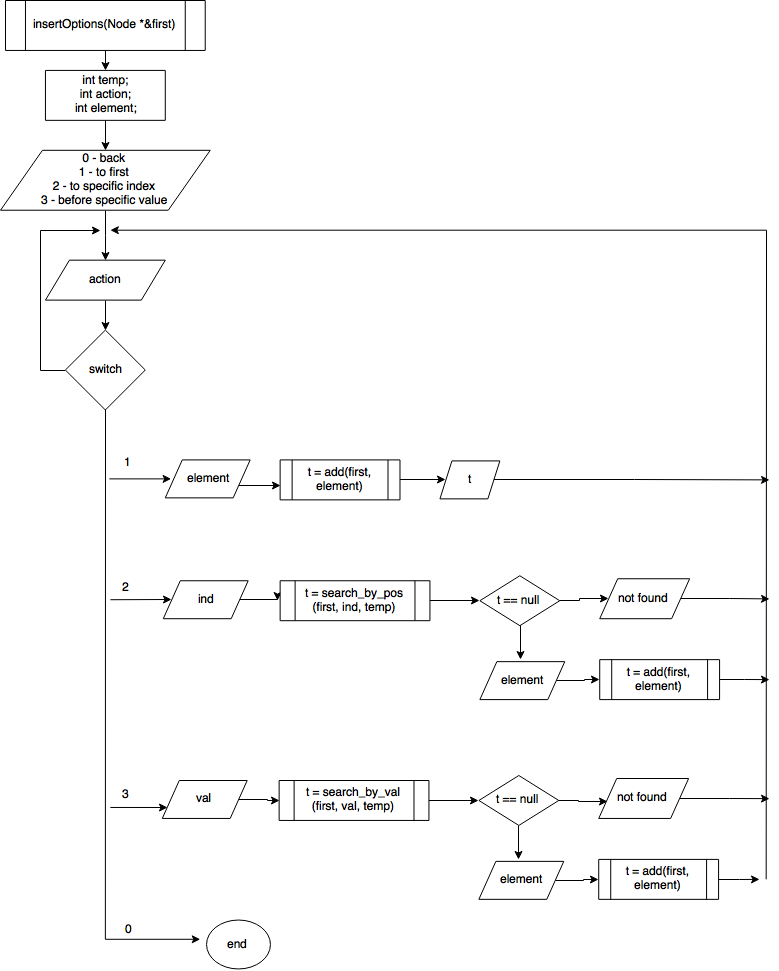 insertOptions(Node *&first)
int temp;
int action;
int element;
0 - back
1 - to first
2 - to specific index
3 - before specific value
action
switch
1
element
t = add(first,
element)
t
2
ind
t = search_by_pos
(first, ind, temp)
t == null
not found
element
t = add(first,
element)
3
val
t = search_by_val
(first, val, temp)
t == null
not found
element
t = add(first,
element)
0
end